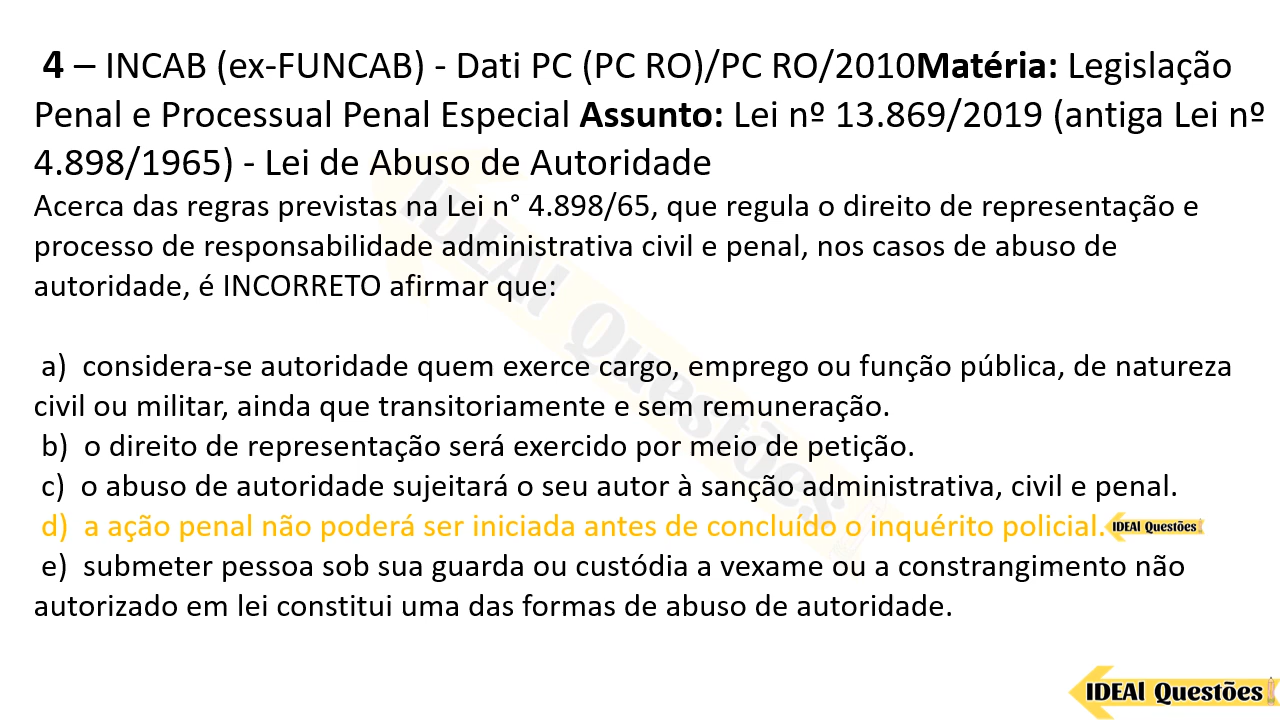 4 – INCAB (ex-FUNCAB) - Dati PC (PC RO)/PC RO/2010Matéria: Legislação
Penal e Processual Penal Especial Assunto: Lei nº 13.869/2019 (antiga Lei nº
4.898/1965) - Lei de Abuso de Autoridade
Acerca das regras previstas na Lei n° 4.898/65, que regula o direito de representação e
processo de responsabilidade administrativa civil e penal, nos casos de abuso de
autoridade, é INCORRETO afirmar que:
a) considera-se autoridade quem exerce cargo, emprego ou função pública, de natureza
civil ou militar, ainda que transitoriamente e sem remuneração.
b) o direito de representação será exercido por meio de petição.
c) o abuso de autoridade sujeitará o seu autor à sanção administrativa, civil e penal.
d) a ação penal não poderá ser iniciada antes de concluído o inquérito policial. IDEAl Questões
e) submeter pessoa sob sua guarda ou custódia a vexame ou a constrangimento não
autorizado em lei constitui uma das formas de abuso de autoridade.
IDEAl Questões
IDEAl Questões